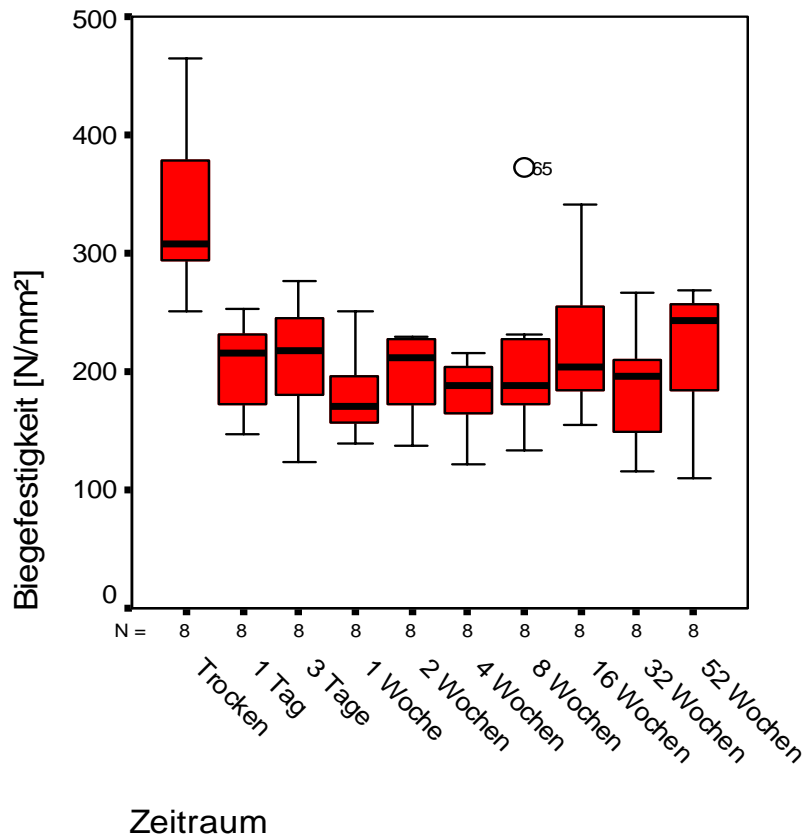 Biegefestigkeit [N/mm²]
500
400
300
200
100
0
65
N = 8 8 8 8 8 8 8 8 8 8
Trocken
1 Tag
3 Tage
1 Woche
2 Wochen
4 Wochen
8 Wochen
16 Wochen
32 Wochen
52 Wochen
Zeitraum